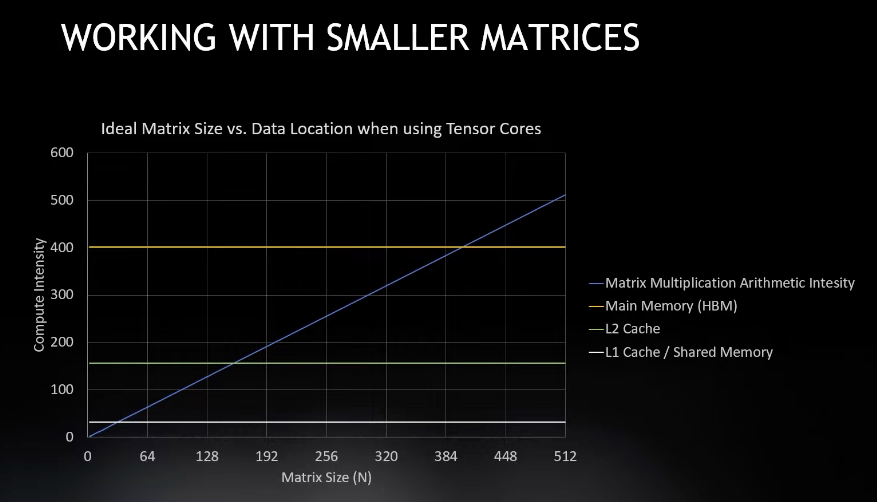 WORKING WITH SMALLER MATRICES
Ideal Matrix Size vs. Data Location when using Tensor Cores
600
500
400
300
200
100
0
Compute Intensity
0 64 128 192 256 320 384 448 512
Matrix Size (N)
Matrix Multiplication Arithmetic Intesity
Main Memory (HBM)
L2 Cache
L1 Cache / Shared Memory